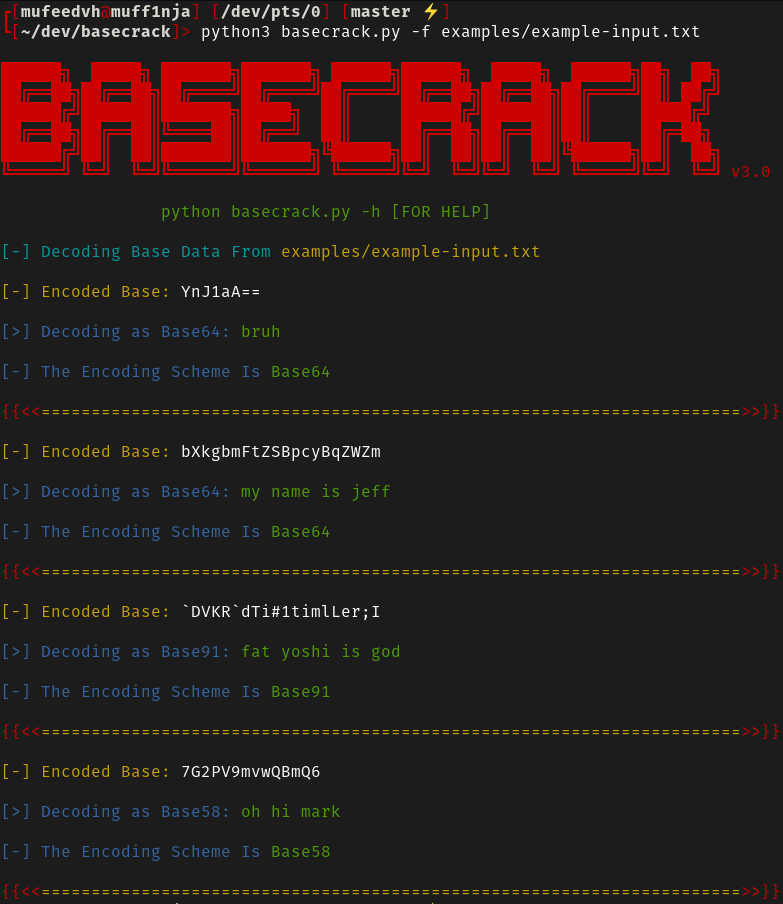 ┌[mufeedvh@muff1nja] [/dev/pts/0] [master ⚡]
└[~/dev/basecrack]> python3 basecrack.py -f examples/example-input.txt
BASECRACK v3.0
python basecrack.py -h [FOR HELP]
[-] Decoding Base Data From examples/example-input.txt
[-] Encoded Base: YnJ1aA==
[>] Decoding as Base64: bruh
[-] The Encoding Scheme Is Base64
{{<<======================================================================>>}}
[-] Encoded Base: bXkgbmFtZSBpcyBqZWZm
[>] Decoding as Base64: my name is jeff
[-] The Encoding Scheme Is Base64
{{<<======================================================================>>}}
[-] Encoded Base: `DVKR`dTi#1timlLer;I
[>] Decoding as Base91: fat yoshi is god
[-] The Encoding Scheme Is Base91
{{<<======================================================================>>}}
[-] Encoded Base: 7G2PV9mvwQBmQ6
[>] Decoding as Base58: oh hi mark
[-] The Encoding Scheme Is Base58
{{<<======================================================================>>}}